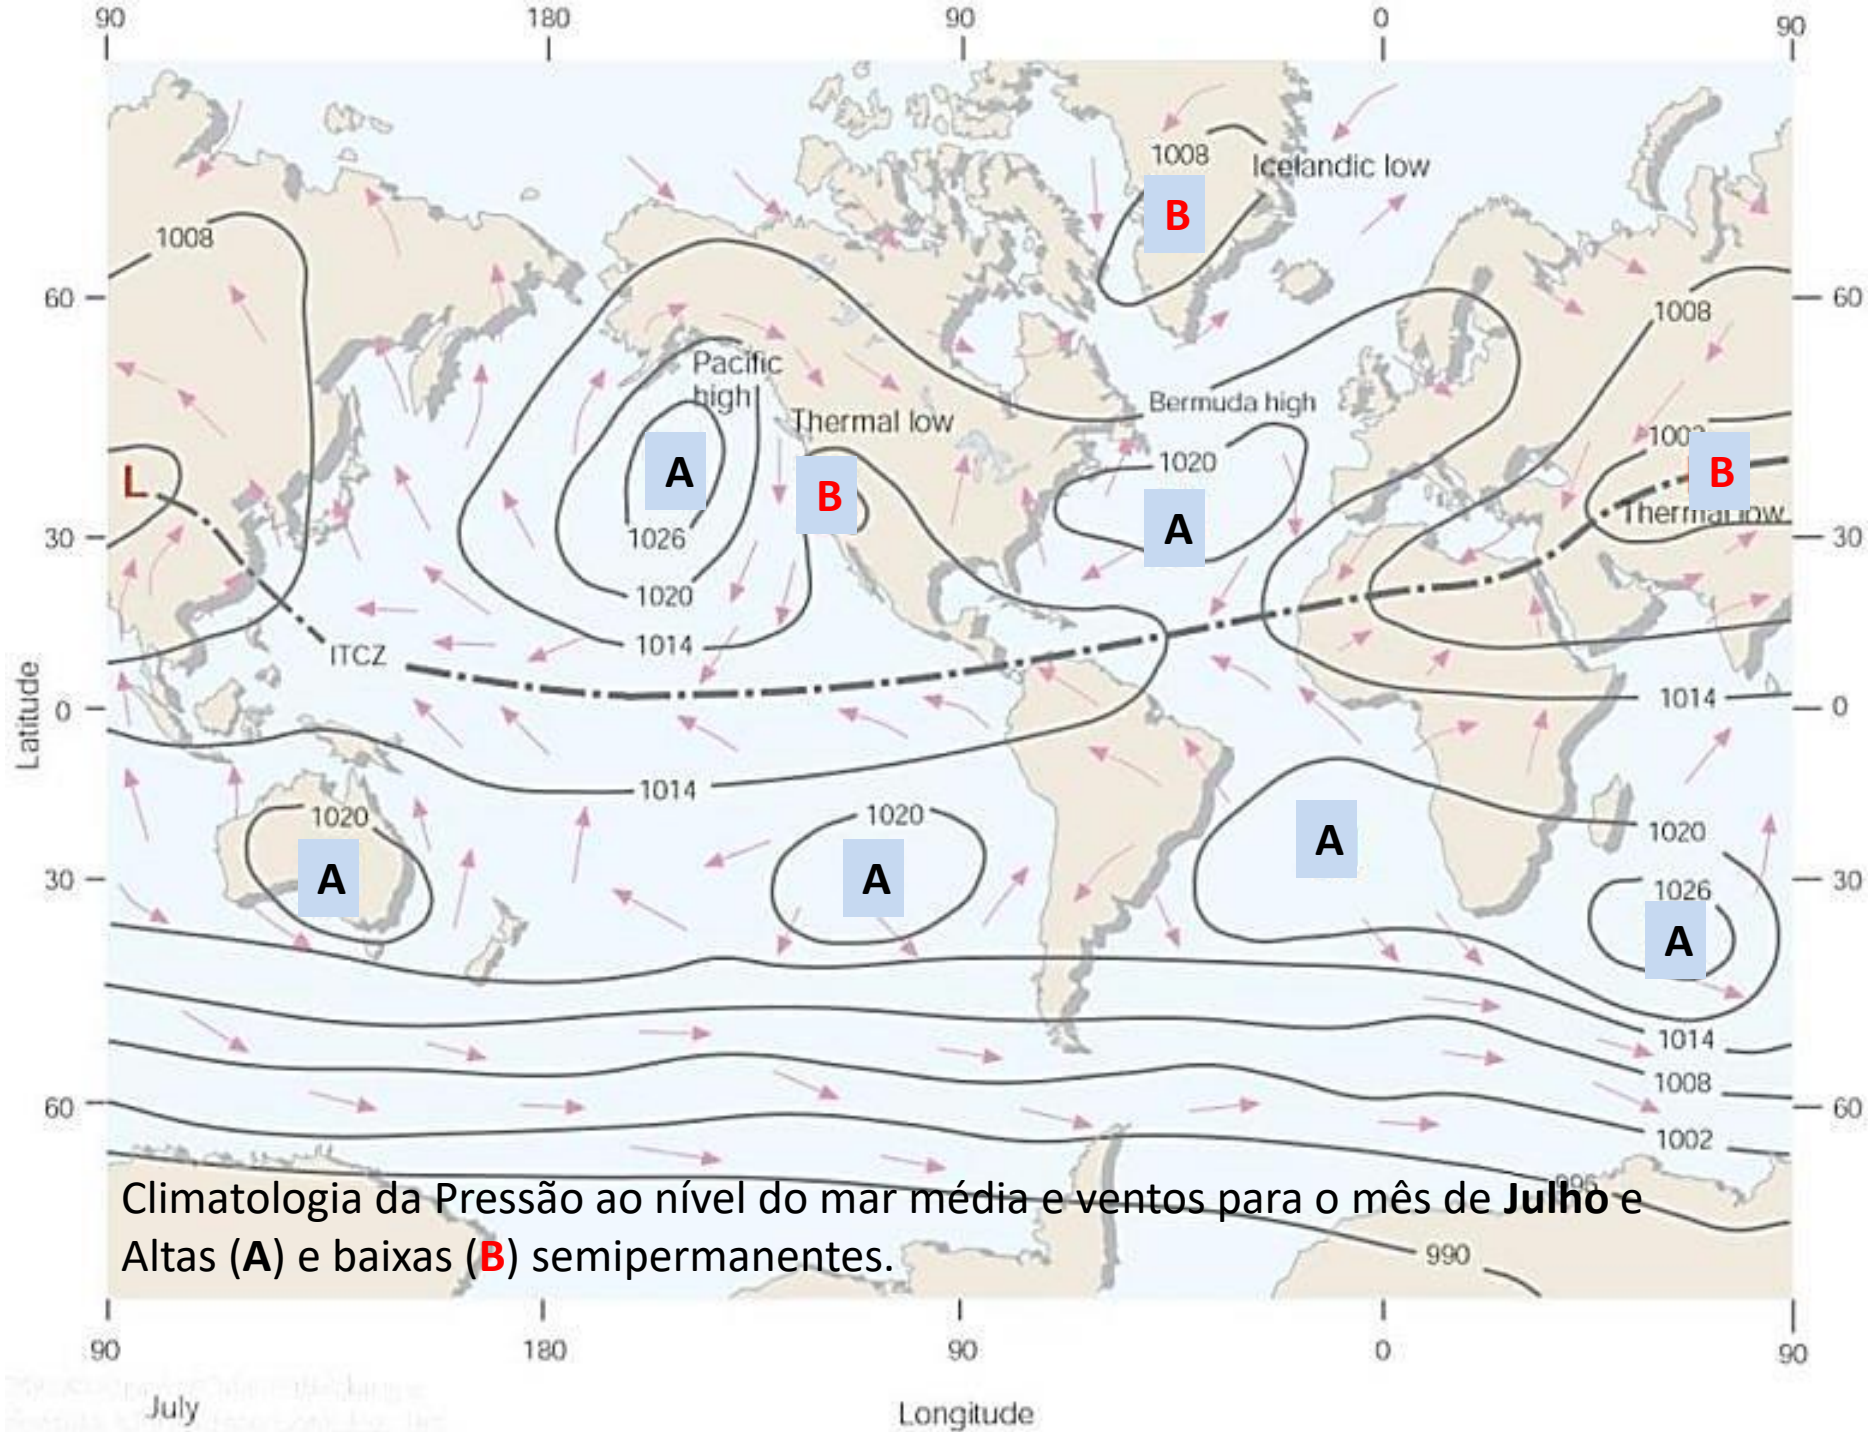 90 180 90 0 90
1008
Icelandic low
B
1008
60 60
1008
Pacific
high
Bermuda high
Thermal low
1020
L
A
B
A
B
Thermal low
30 1026 30
1020
1014
ITCZ
Latitude
0 1014 0
1014
1020 1020 1020
A A A
30 1026 30
A
1014
1008
60 60
1002
996
Climatologia da Pressão ao nível do mar média e ventos para o mês de Julho e
Altas (A) e baixas (B) semipermanentes.
990
90 180 90 0 90
July Longitude